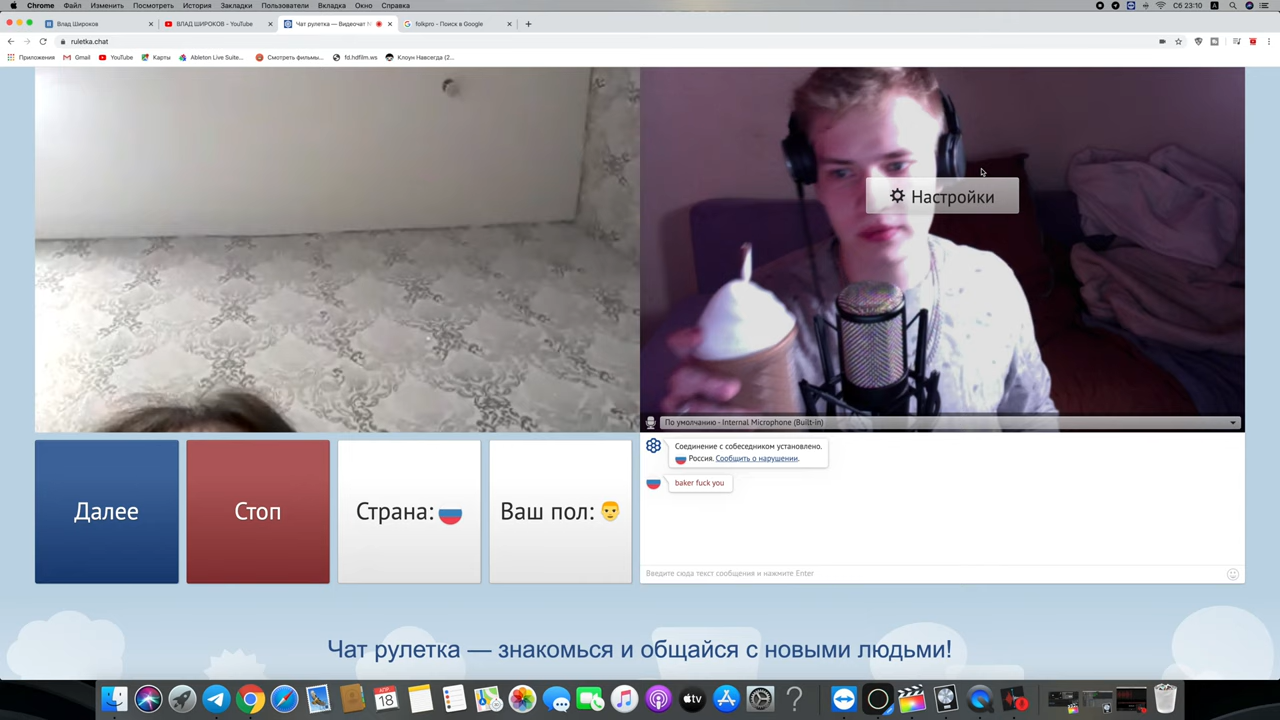 Chrome Файл Изменить Посмотреть История Закладки Пользователи Вкладка Окно Справка Сб 23:10
Влад Широков ВЛАД ШИРОКОВ - YouTube Чат рулетка — Видеочат folkpro - Поиск в Google
ruletka.chat
Приложения Gmail YouTube Карты Ableton Live Suite... Смотреть фильмы... fd.hdfilm.ws Клоун Навсегда (2...
Настройки
По умолчанию - Internal Microphone (Built-in)
Соединение с собеседником установлено.
Россия. Сообщить о нарушении.
baker fuck you
Далее
Стоп
Страна:
Ваш пол:
Введите сюда текст сообщения и нажмите Enter
Чат рулетка — знакомься и общайся с новыми людьми!
АПР
18
tv